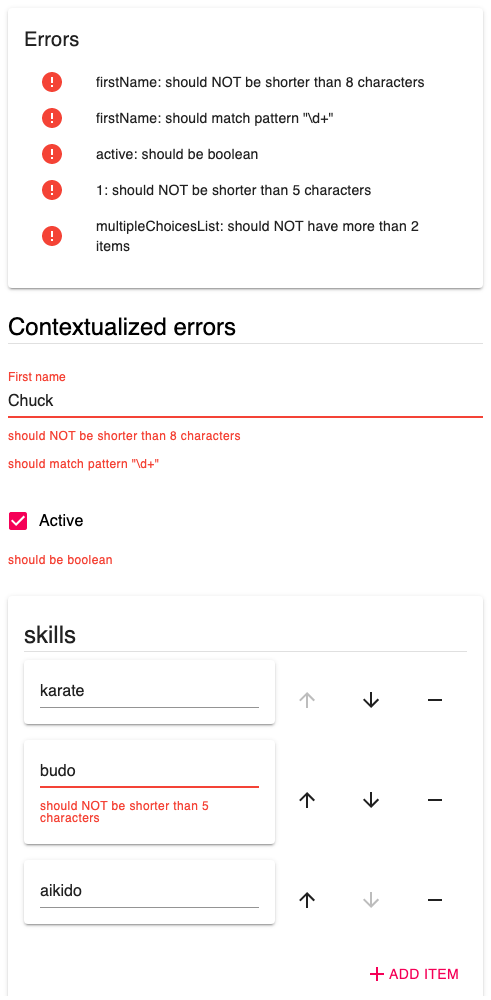 Errors
firstName: should NOT be shorter than 8 characters
firstName: should match pattern "\d+"
active: should be boolean
1: should NOT be shorter than 5 characters
multipleChoicesList: should NOT have more than 2
items
Contextualized errors
First name
Chuck
should NOT be shorter than 8 characters
should match pattern "\d+"
Active
should be boolean
skills
karate
budo
should NOT be shorter than 5
characters
aikido
ADD ITEM